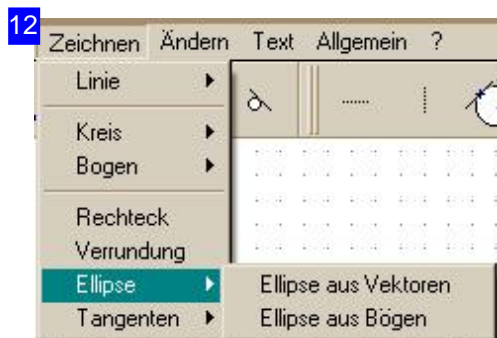 12
Zeichnen Ändern Text Allgemein ?
Linie
Kreis
Bogen
Rechteck
Verrundung
Ellipse
Ellipse aus Vektoren
Tangenten
Ellipse aus Bögen